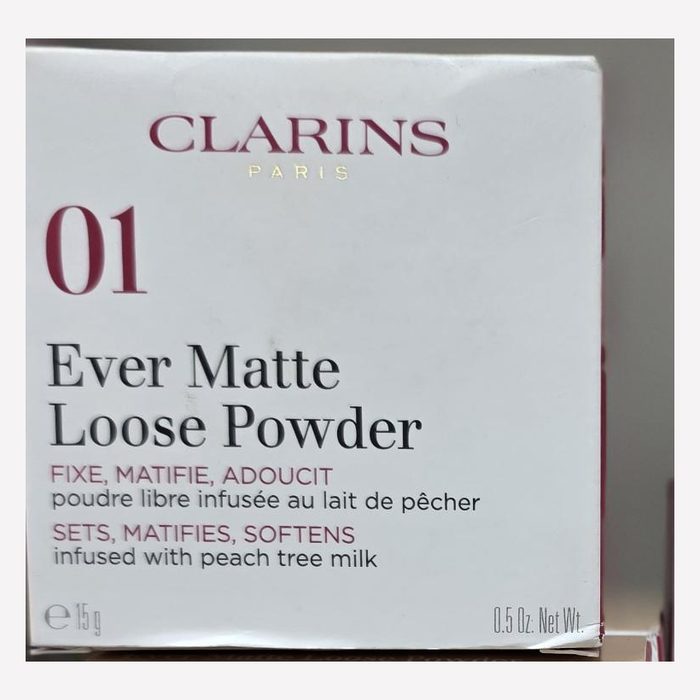 CLARINS
PARIS
01
Ever Matte
Loose Powder
FIXE, MATIFIE, ADOUCIT
poudre libre infusée au lait de pêcher
SETS, MATIFIES, SOFTENS
infused with peach tree milk
℮ 15 g
0.5 Oz. Net Wt.